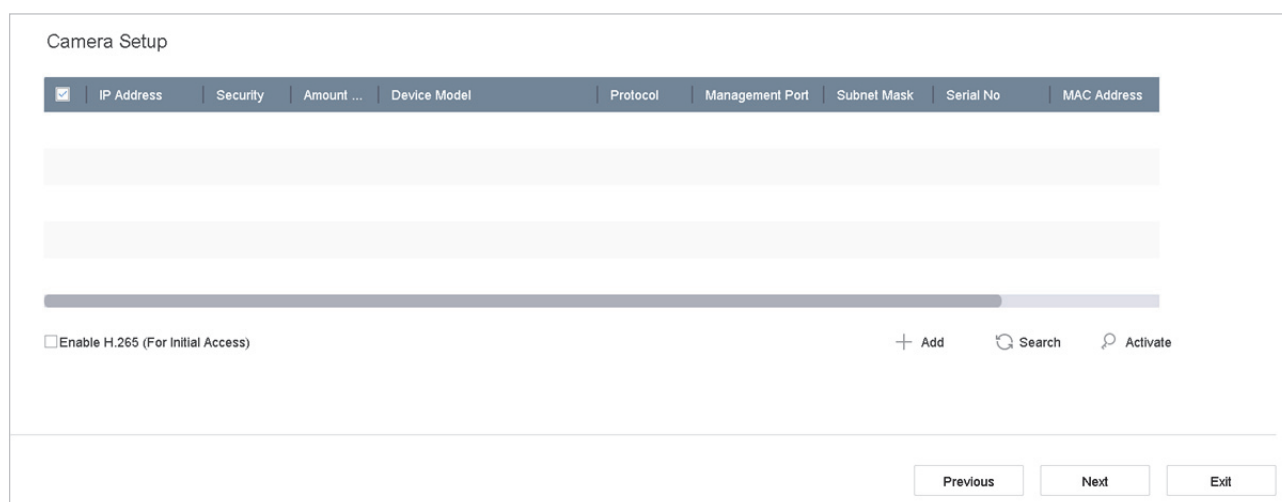 Camera Setup
IP Address Security Amount ... Device Model Protocol Management Port Subnet Mask Serial No MAC Address
Enable H.265 (For Initial Access) Add Search Activate
Previous Next Exit